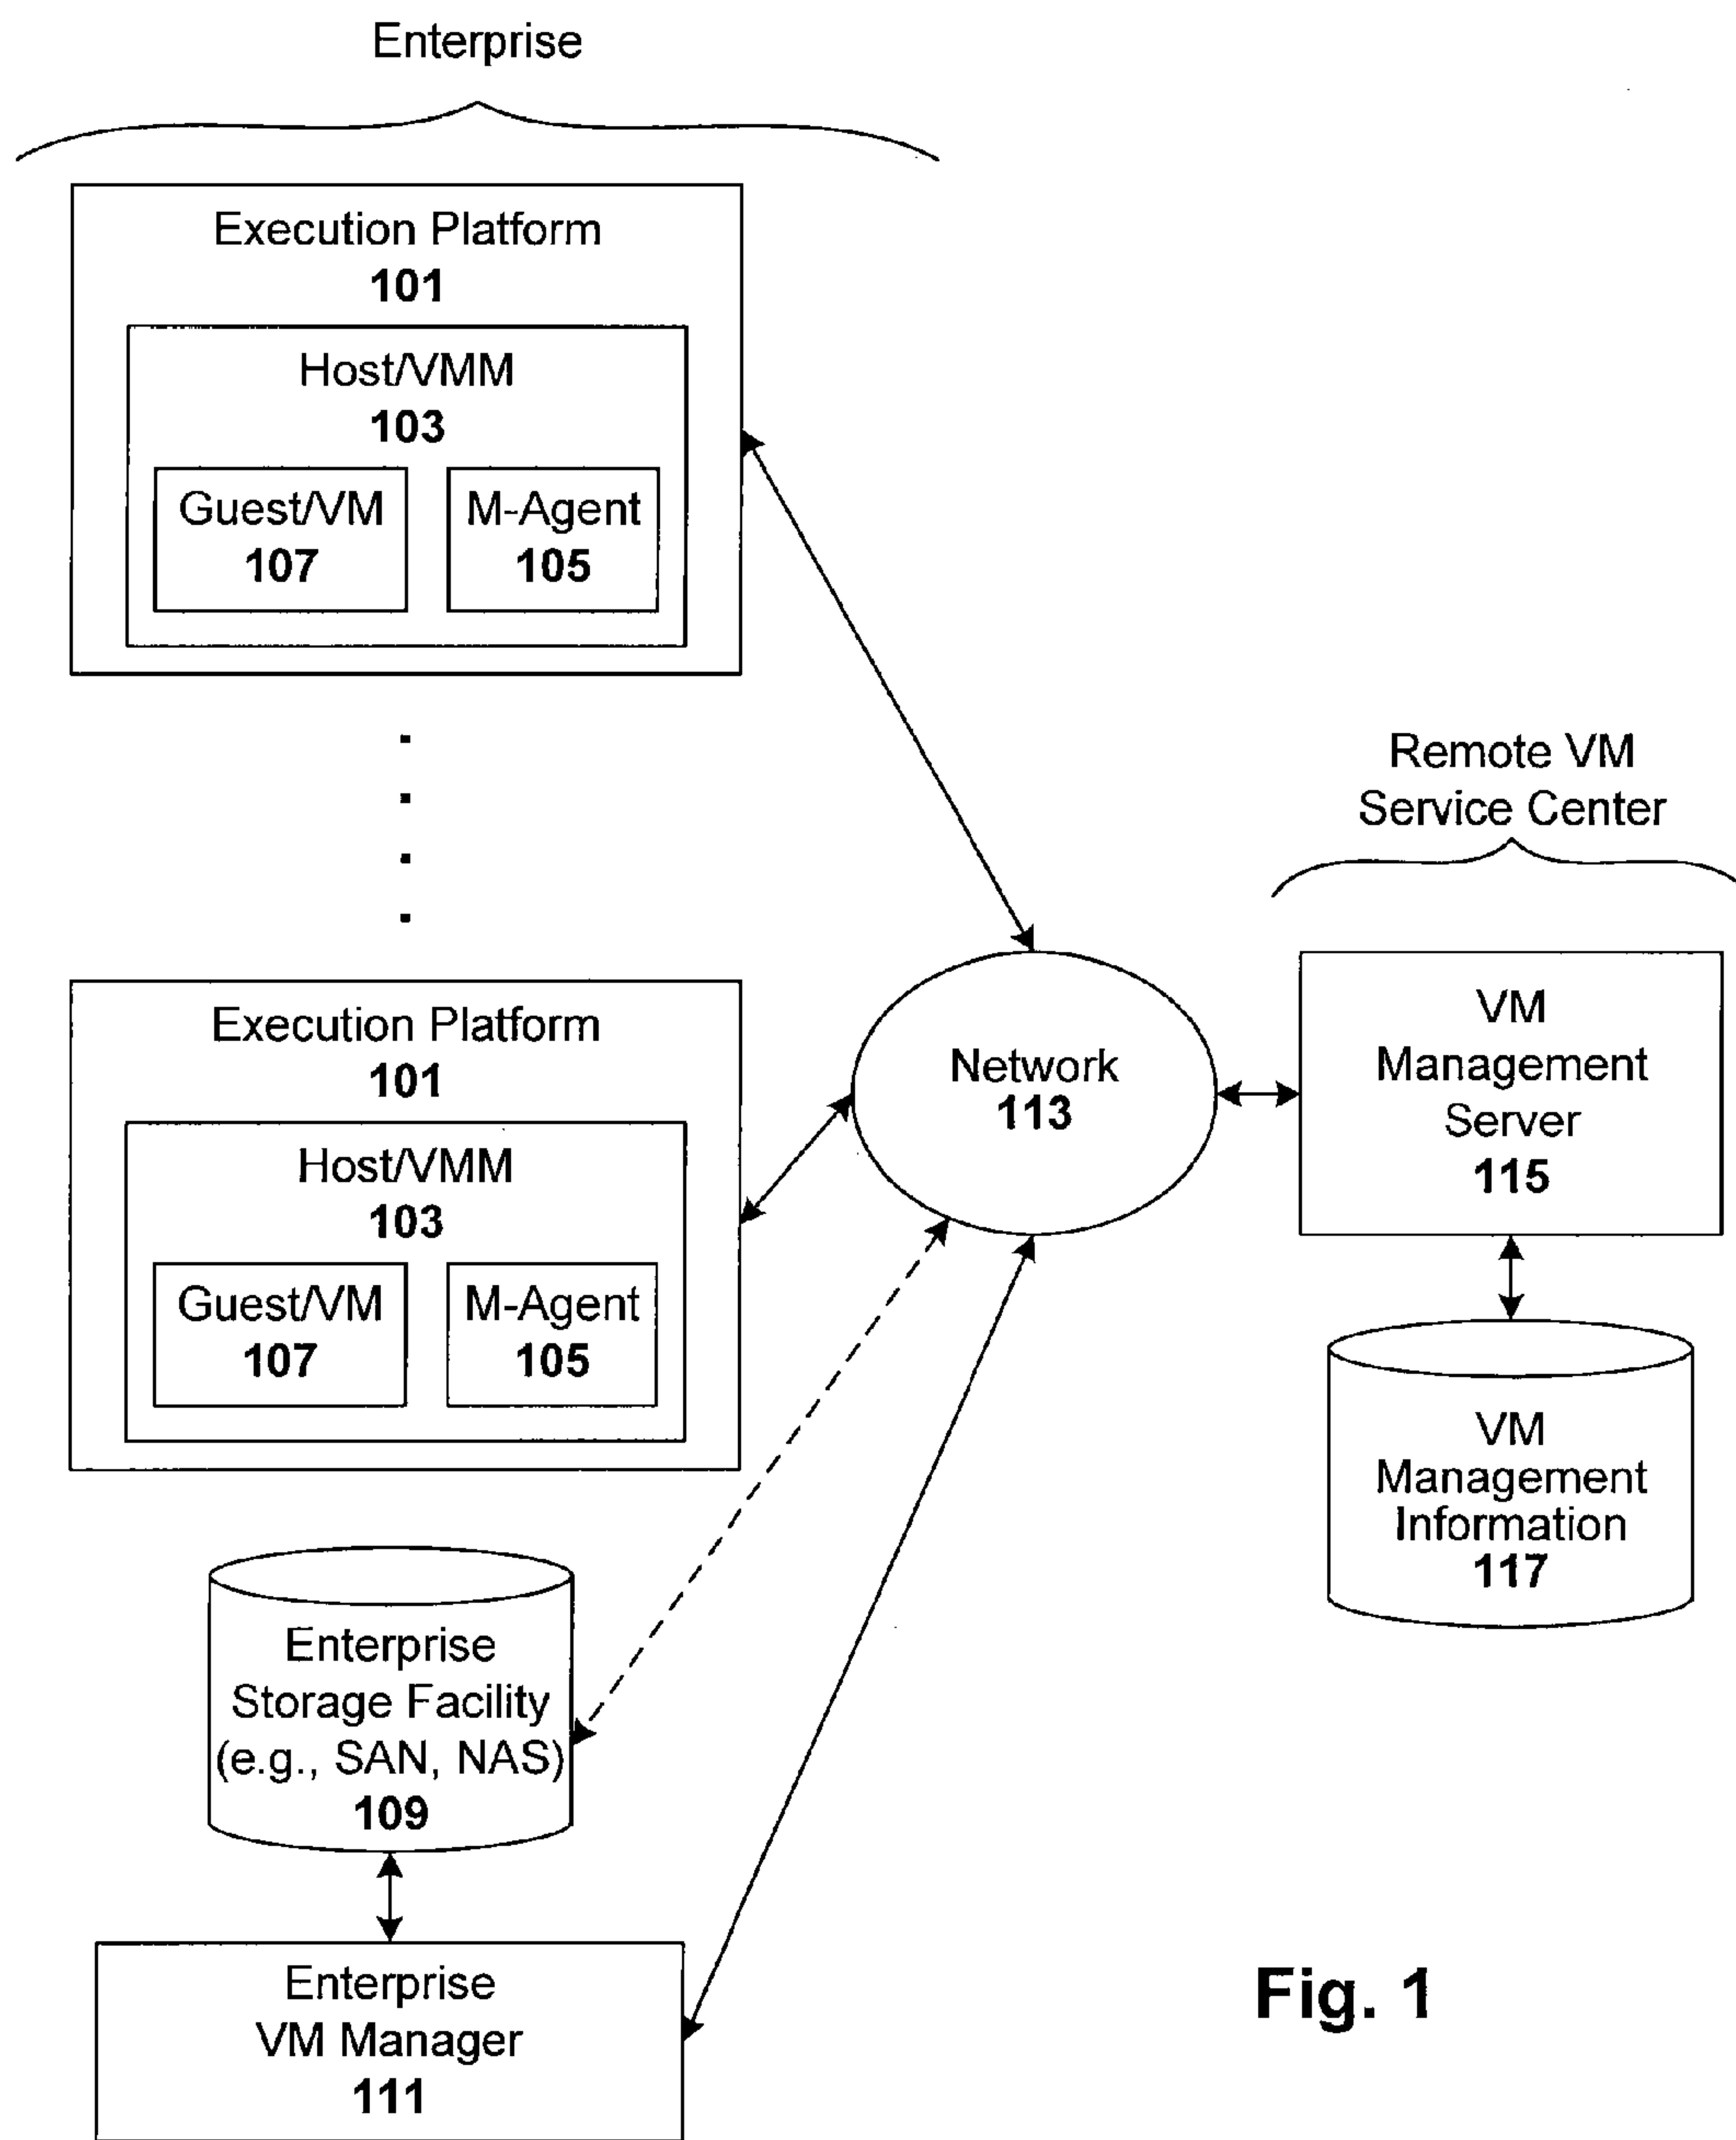 Enterprise
Execution Platform
101
Host/VMM
103
Guest/VM
107
M-Agent
105
Execution Platform
101
Host/VMM
103
Guest/VM
107
M-Agent
105
Enterprise
Storage Facility
(e.g., SAN, NAS)
109
Enterprise
VM Manager
111
Network
113
Remote VM
Service Center
VM
Management
Server
115
VM
Management
Information
117
Fig. 1